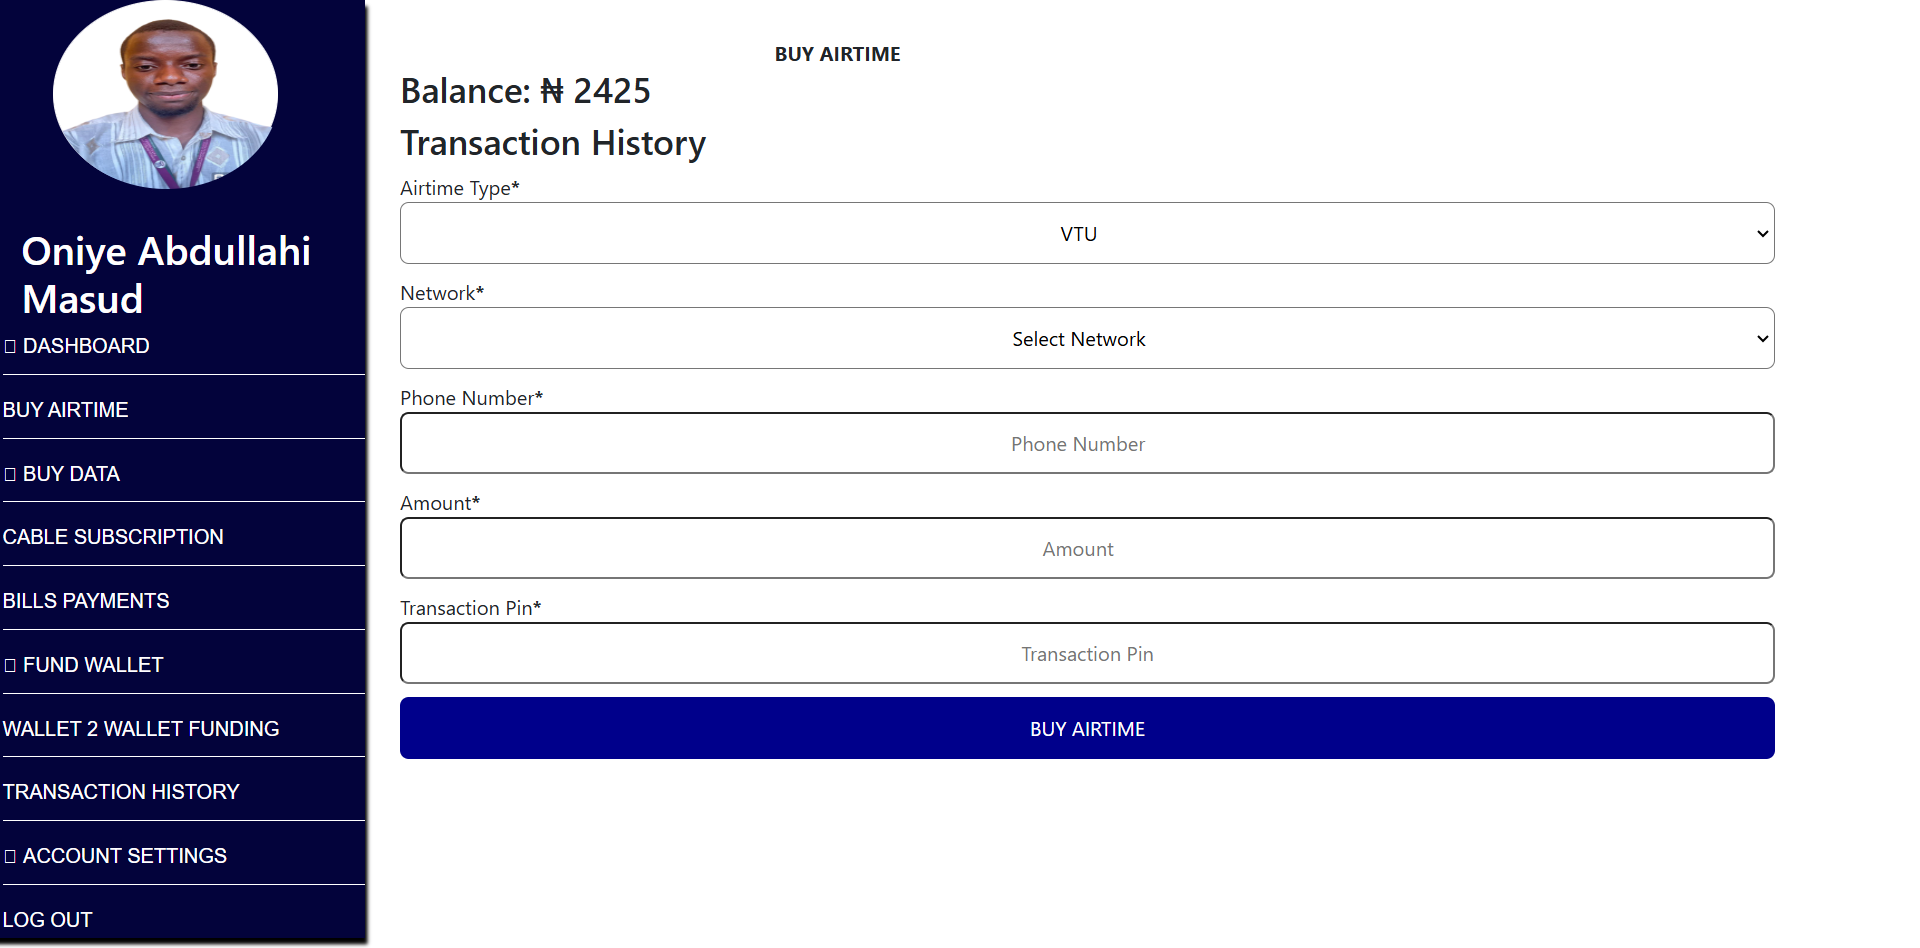 Oniye Abdullahi
Masud
DASHBOARD
BUY AIRTIME
BUY DATA
CABLE SUBSCRIPTION
BILLS PAYMENTS
FUND WALLET
WALLET 2 WALLET FUNDING
TRANSACTION HISTORY
ACCOUNT SETTINGS
LOG OUT
BUY AIRTIME
Balance: ₦ 2425
Transaction History
Airtime Type*
VTU
Network*
Select Network
Phone Number*
Phone Number
Amount*
Amount
Transaction Pin*
Transaction Pin
BUY AIRTIME